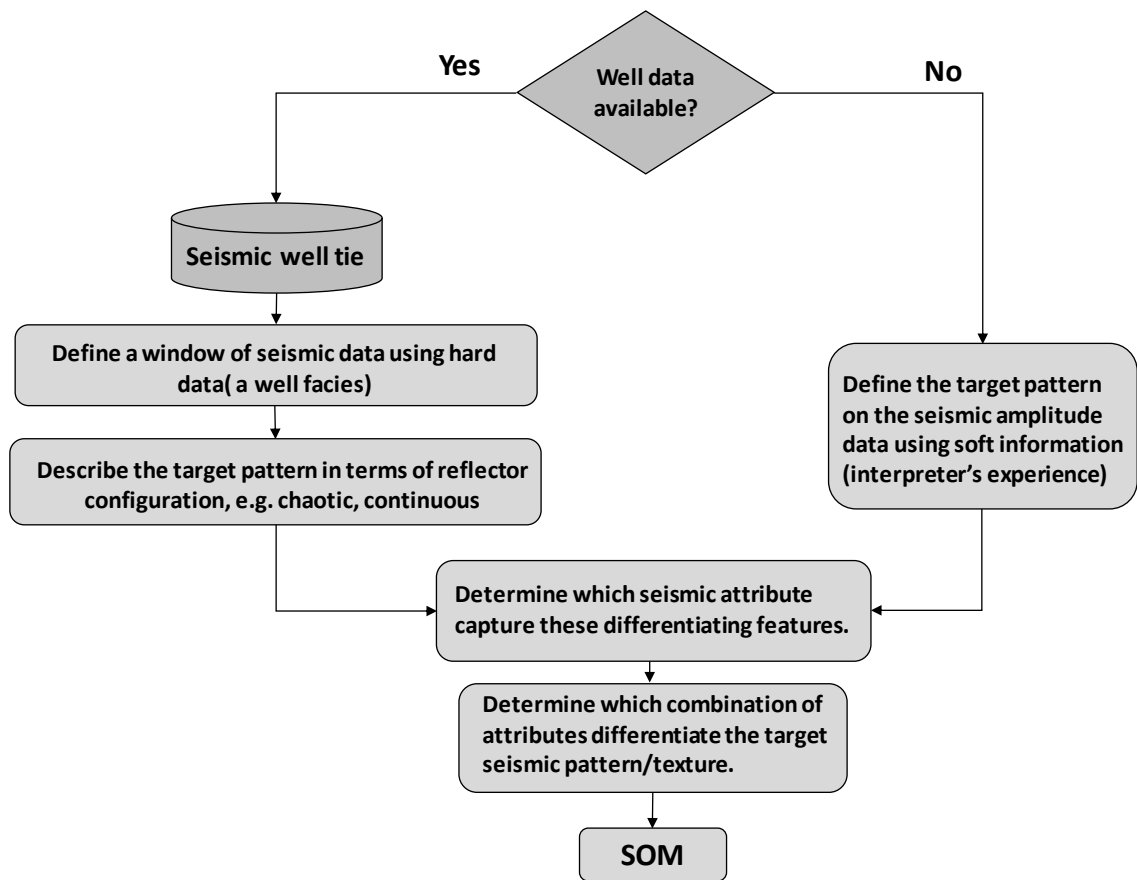 Yes
Well data
available?
No
Seismic well tie
Define a window of seismic data using hard
data( a well facies)
Describe the target pattern in terms of reflector
configuration, e.g. chaotic, continuous
Define the target pattern
on the seismic amplitude
data using soft information
(interpreter’s experience)
Determine which seismic attribute
capture these differentiating features.
Determine which combination of
attributes differentiate the target
seismic pattern/texture.
SOM